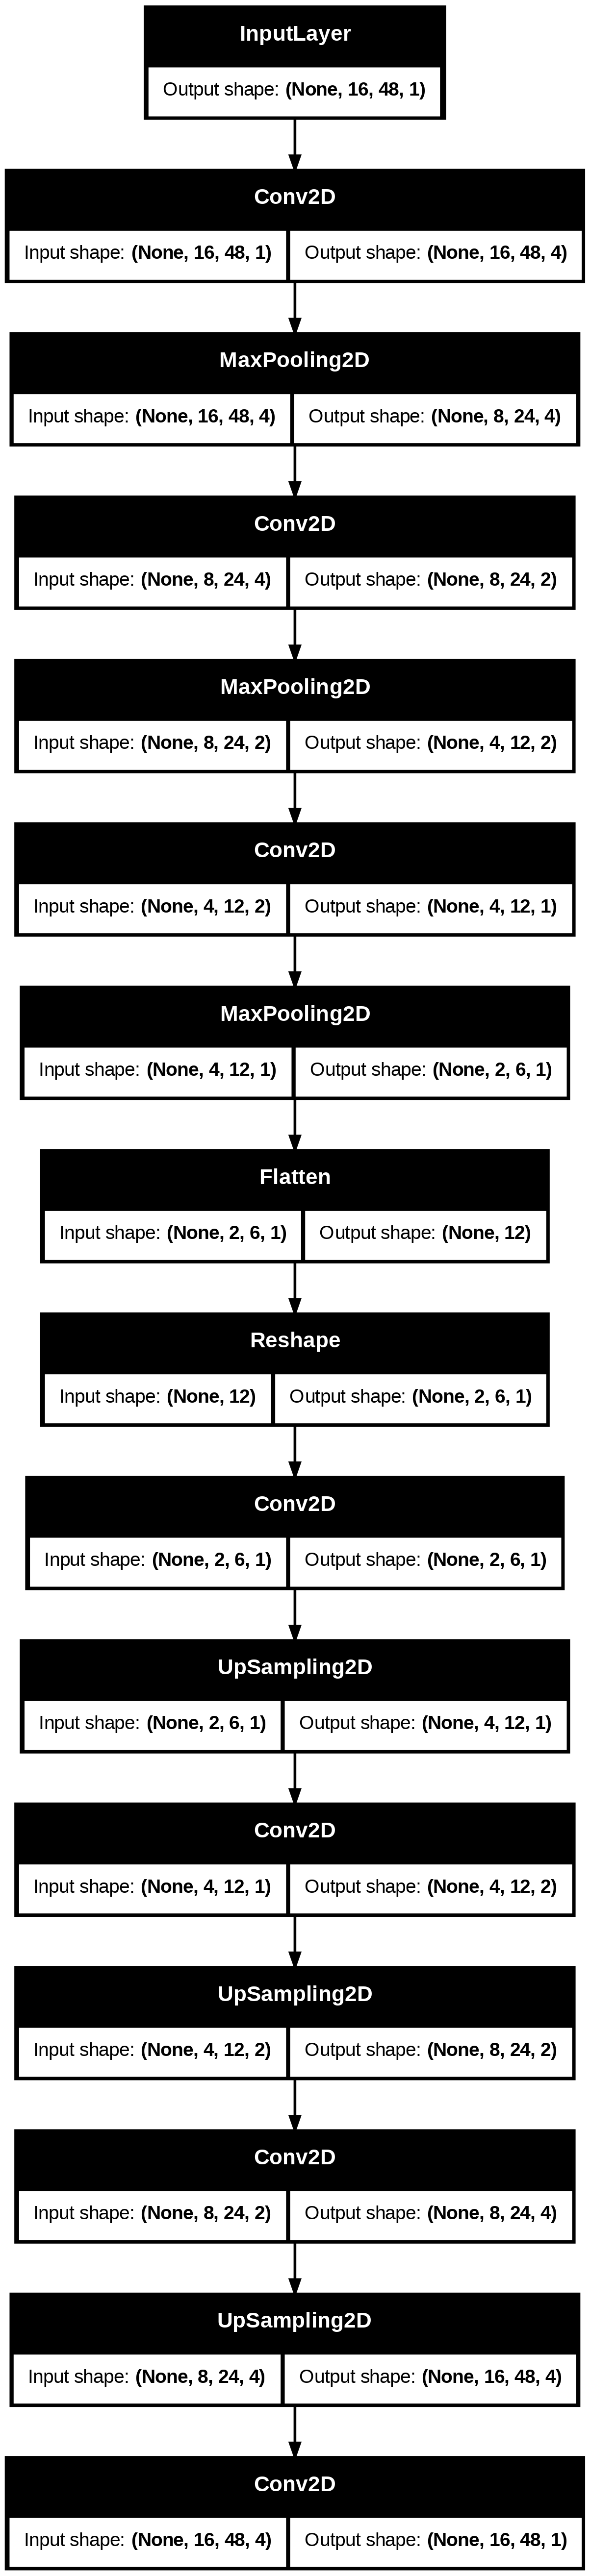 InputLayer
Output shape: (None, 16, 48, 1)
Conv2D
Input shape: (None, 16, 48, 1) Output shape: (None, 16, 48, 4)
MaxPooling2D
Input shape: (None, 16, 48, 4) Output shape: (None, 8, 24, 4)
Conv2D
Input shape: (None, 8, 24, 4) Output shape: (None, 8, 24, 2)
MaxPooling2D
Input shape: (None, 8, 24, 2) Output shape: (None, 4, 12, 2)
Conv2D
Input shape: (None, 4, 12, 2) Output shape: (None, 4, 12, 1)
MaxPooling2D
Input shape: (None, 4, 12, 1) Output shape: (None, 2, 6, 1)
Flatten
Input shape: (None, 2, 6, 1) Output shape: (None, 12)
Reshape
Input shape: (None, 12) Output shape: (None, 2, 6, 1)
Conv2D
Input shape: (None, 2, 6, 1) Output shape: (None, 2, 6, 1)
UpSampling2D
Input shape: (None, 2, 6, 1) Output shape: (None, 4, 12, 1)
Conv2D
Input shape: (None, 4, 12, 1) Output shape: (None, 4, 12, 2)
UpSampling2D
Input shape: (None, 4, 12, 2) Output shape: (None, 8, 24, 2)
Conv2D
Input shape: (None, 8, 24, 2) Output shape: (None, 8, 24, 4)
UpSampling2D
Input shape: (None, 8, 24, 4) Output shape: (None, 16, 48, 4)
Conv2D
Input shape: (None, 16, 48, 4) Output shape: (None, 16, 48, 1)